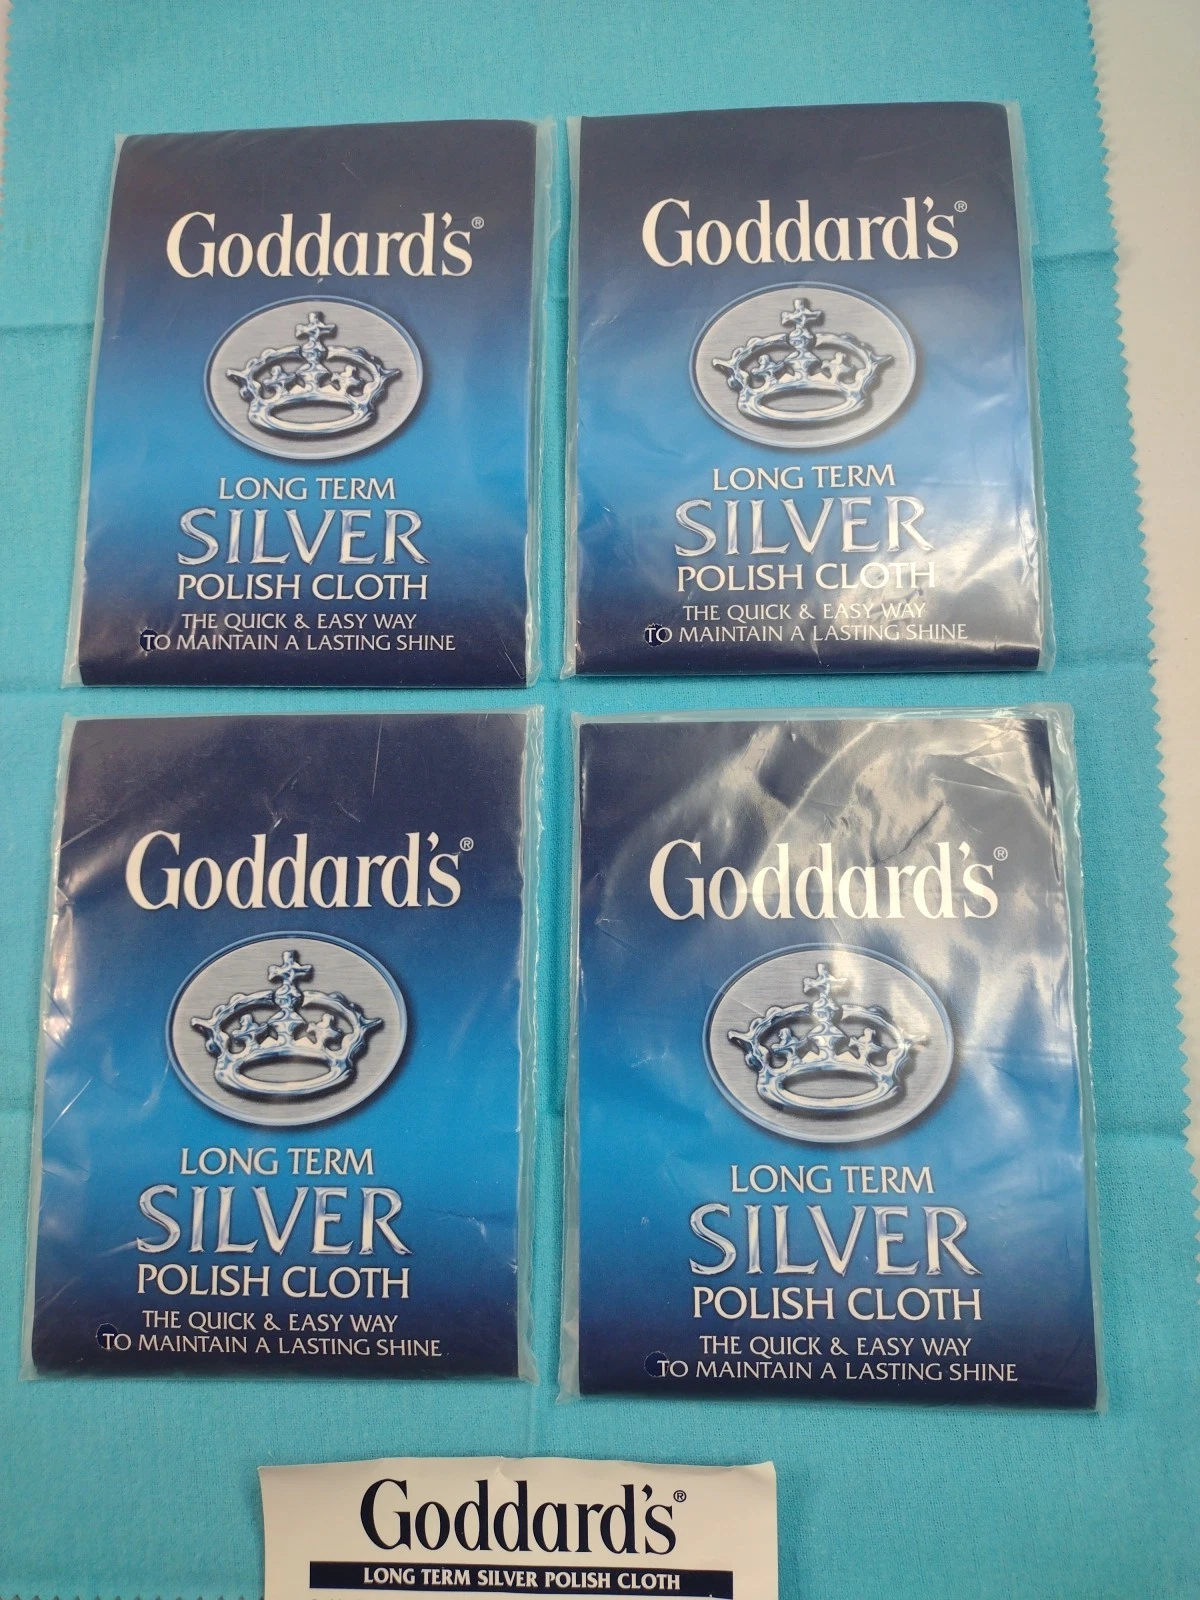 Goddard's®
LONG TERM
SILVER
POLISH CLOTH
THE QUICK & EASY WAY
TO MAINTAIN A LASTING SHINE
Goddard's®
LONG TERM
SILVER
POLISH CLOTH
THE QUICK & EASY WAY
TO MAINTAIN A LASTING SHINE
Goddard's®
LONG TERM
SILVER
POLISH CLOTH
THE QUICK & EASY WAY
TO MAINTAIN A LASTING SHINE
Goddard's®
LONG TERM
SILVER
POLISH CLOTH
THE QUICK & EASY WAY
TO MAINTAIN A LASTING SHINE
Goddard's®
LONG TERM SILVER POLISH CLOTH